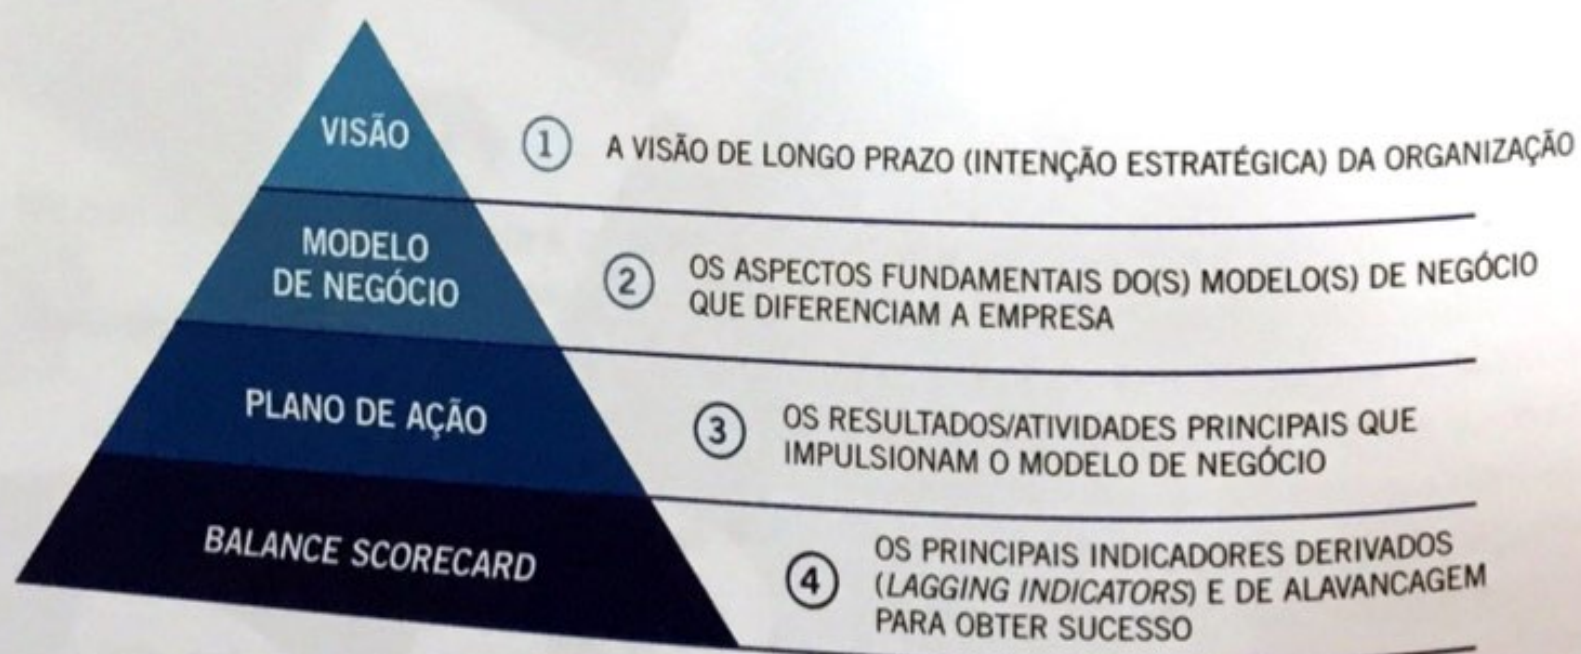 VISÃO
1
A VISÃO DE LONGO PRAZO (INTENÇÃO ESTRATÉGICA) DA ORGANIZAÇÃO
MODELO
DE NEGÓCIO
2
OS ASPECTOS FUNDAMENTAIS DO(S) MODELO(S) DE NEGÓCIO
QUE DIFERENCIAM A EMPRESA
PLANO DE AÇÃO
3
OS RESULTADOS/ATIVIDADES PRINCIPAIS QUE
IMPULSIONAM O MODELO DE NEGÓCIO
BALANCE SCORECARD
4
OS PRINCIPAIS INDICADORES DERIVADOS
(LAGGING INDICATORS) E DE ALAVANCAGEM
PARA OBTER SUCESSO